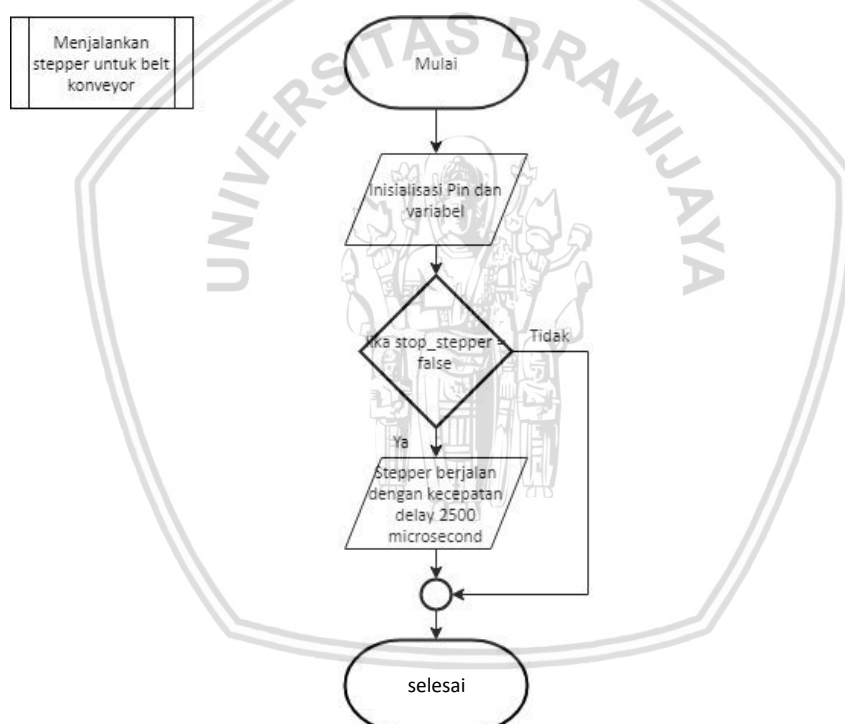 Menjalankan
stepper untuk belt
konveyor
UNIVERSITAS BRAWIJAYA
Mulai
Inisialisasi Pin dan
variabel
Jika stop_stepper =
false
Tidak
Ya
Stepper berjalan
dengan kecepatan
delay 2500
microsecond
selesai